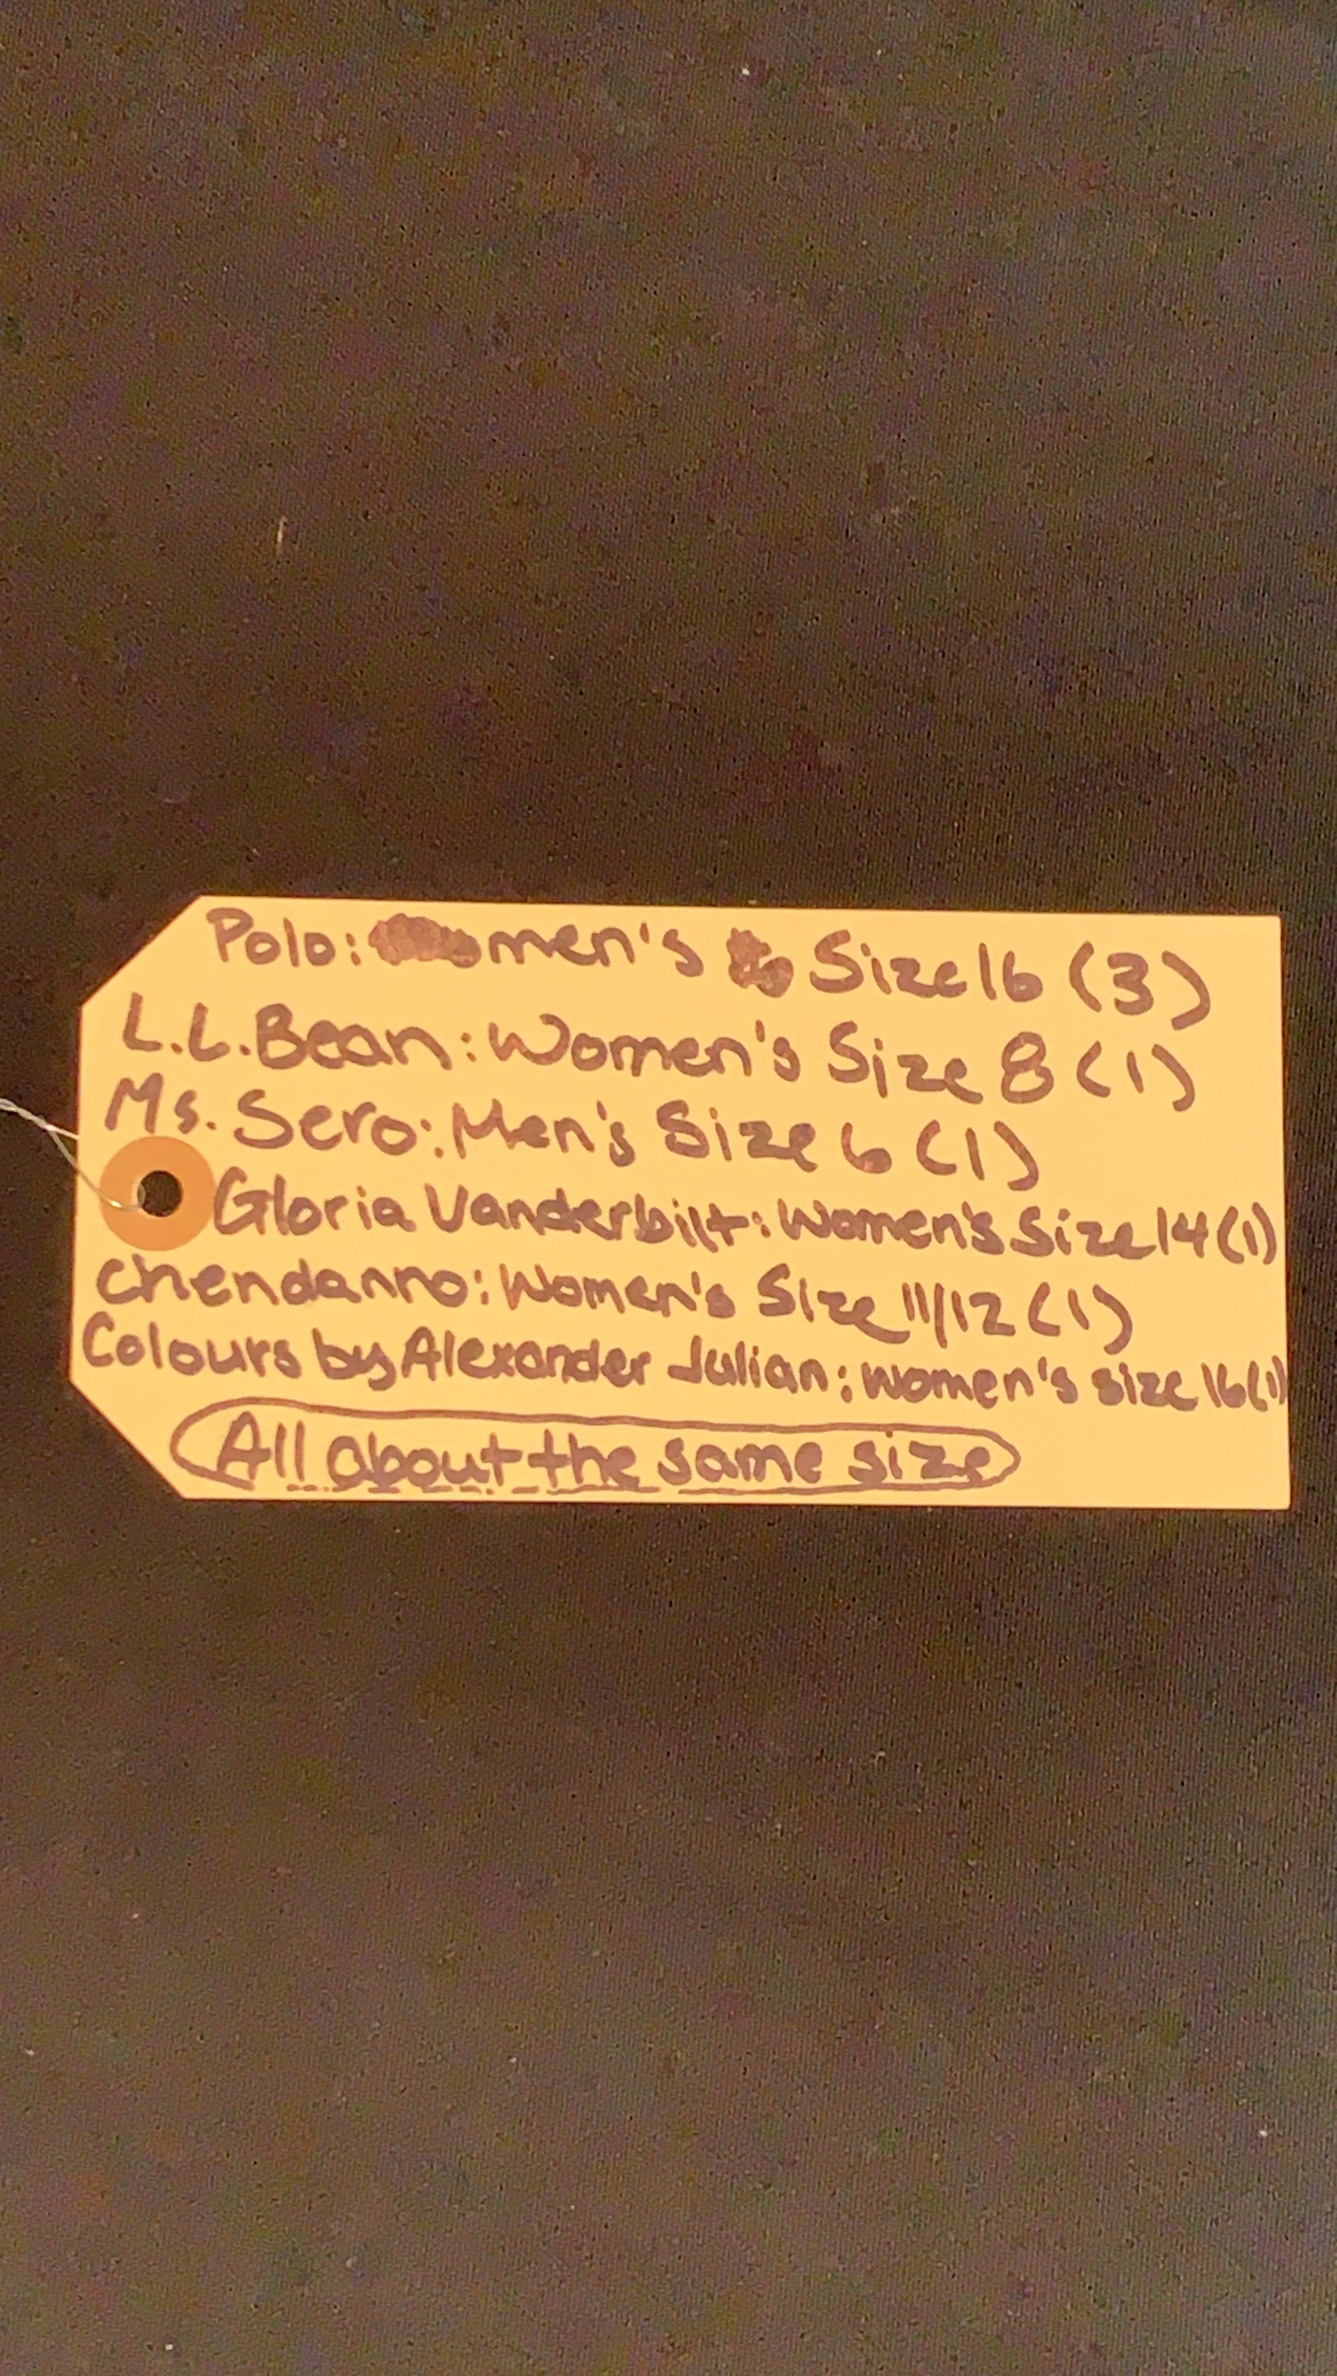 Polo: men's Size 16 (3)
L.L.Bean: Women's Size 8 (1)
Ms. Sero: Men's Size 6 (1)
Gloria Vanderbilt: Women's Size 14 (1)
Chendanno: Women's Size 11/12 (1)
Colours by Alexander Julian: Women's size 16 (1)
All about the same size